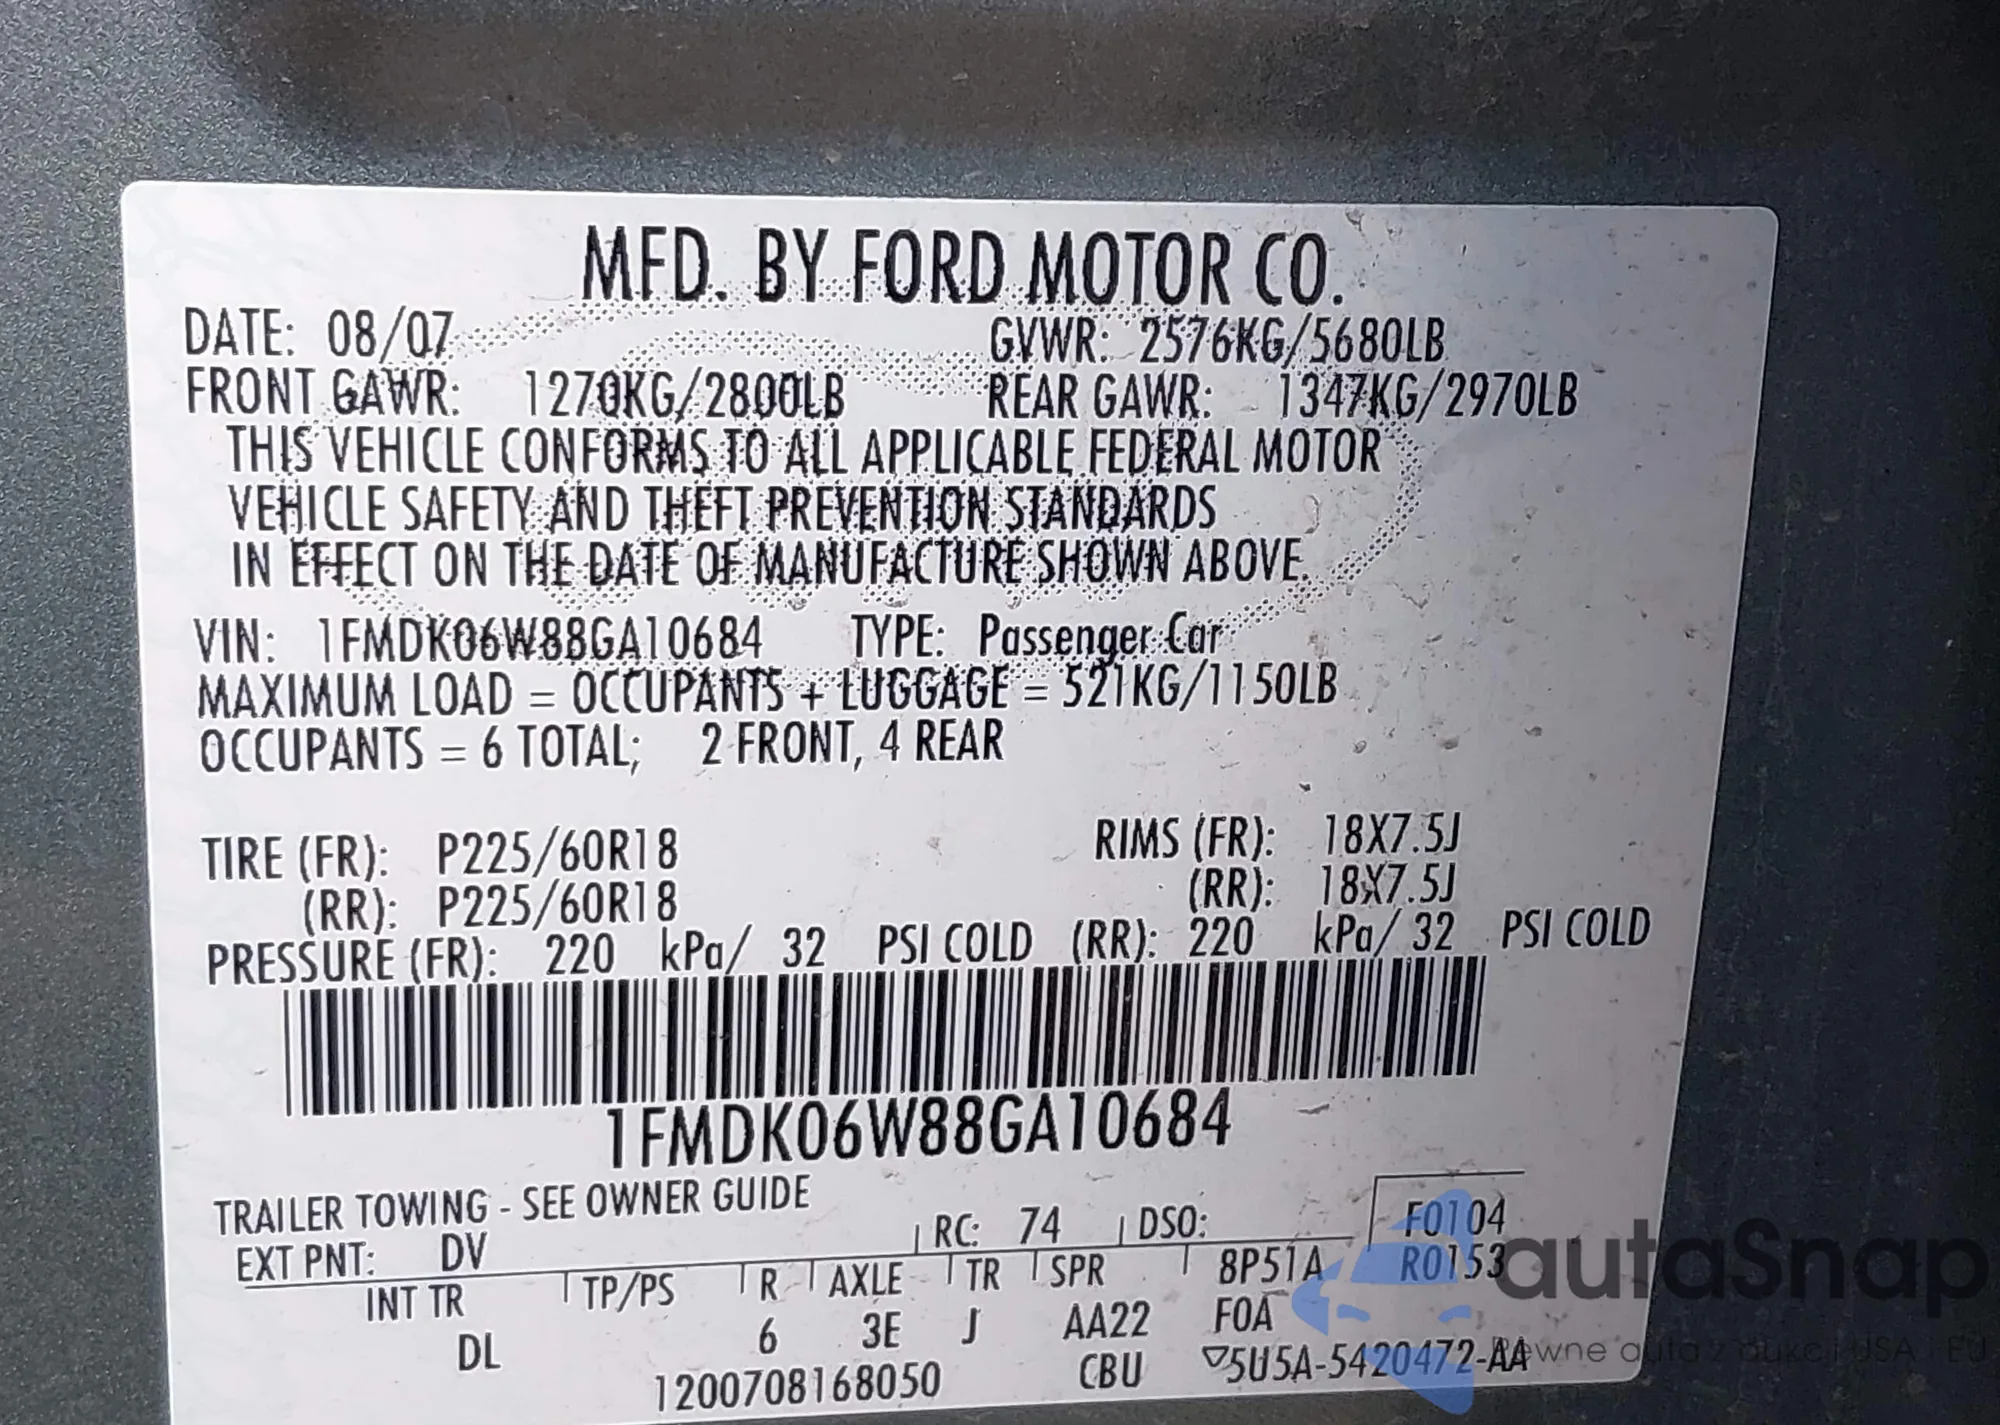 MFD. BY FORD MOTOR CO.
DATE: 08/07 GVWR: 2576KG/5680LB
FRONT GAWR: 1270KG/2800LB REAR GAWR: 1347KG/2970LB
THIS VEHICLE CONFORMS TO ALL APPLICABLE FEDERAL MOTOR
VEHICLE SAFETY AND THEFT PREVENTION STANDARDS
IN EFFECT ON THE DATE OF MANUFACTURE SHOWN ABOVE.
VIN: 1FMDK06W88GA10684 TYPE: Passenger Car
MAXIMUM LOAD = OCCUPANTS + LUGGAGE = 521KG/1150LB
OCCUPANTS = 6 TOTAL; 2 FRONT, 4 REAR
TIRE (FR): P225/60R18 RIMS (FR): 18X7.5J
(RR): P225/60R18 (RR): 18X7.5J
PRESSURE (FR): 220 kPa/ 32 PSI COLD (RR): 220 kPa/ 32 PSI COLD
1FMDK06W88GA10684
TRAILER TOWING - SEE OWNER GUIDE F0104
EXT PNT: DV RC: 74 DSO: R0153
INT TR TP/PS R AXLE TR SPR 8P51A
DL 6 3E J AA22 F0A
1200708168050 CBU ▽5U5A-5420472-AA
autaSnap
Pewne auta z aukcji USA i EU